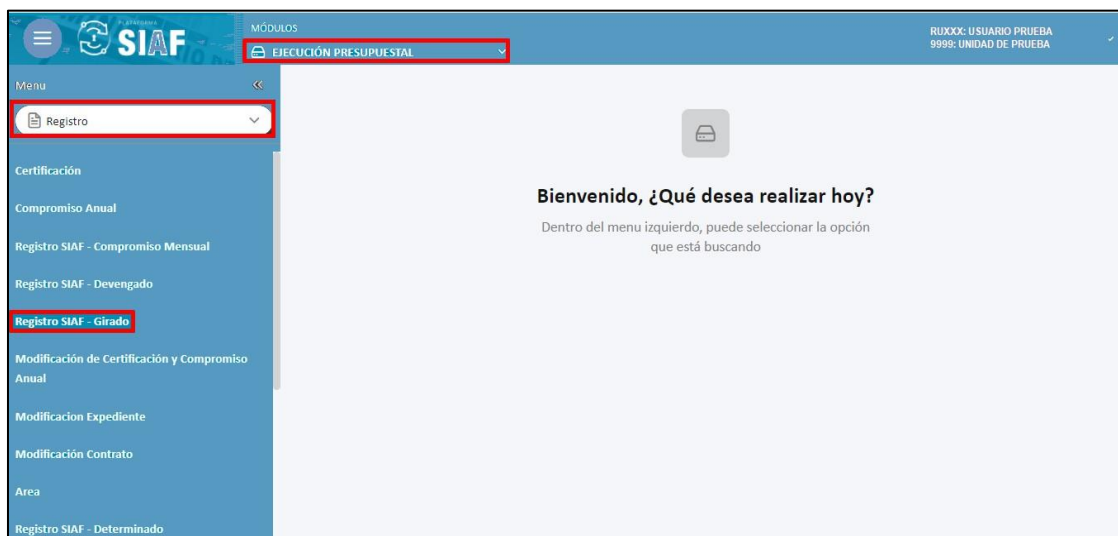 PLATAFORMA
SIAF
MÓDULOS
EJECUCIÓN PRESUPUESTAL
RUXXX: USUARIO PRUEBA
9999: UNIDAD DE PRUEBA
Menu
Registro
Certificación
Compromiso Anual
Registro SIAF - Compromiso Mensual
Registro SIAF - Devengado
Registro SIAF - Girado
Modificación de Certificación y Compromiso
Anual
Modificacion Expediente
Modificación Contrato
Area
Registro SIAF - Determinado
Bienvenido, ¿Qué desea realizar hoy?
Dentro del menu izquierdo, puede seleccionar la opción
que está buscando